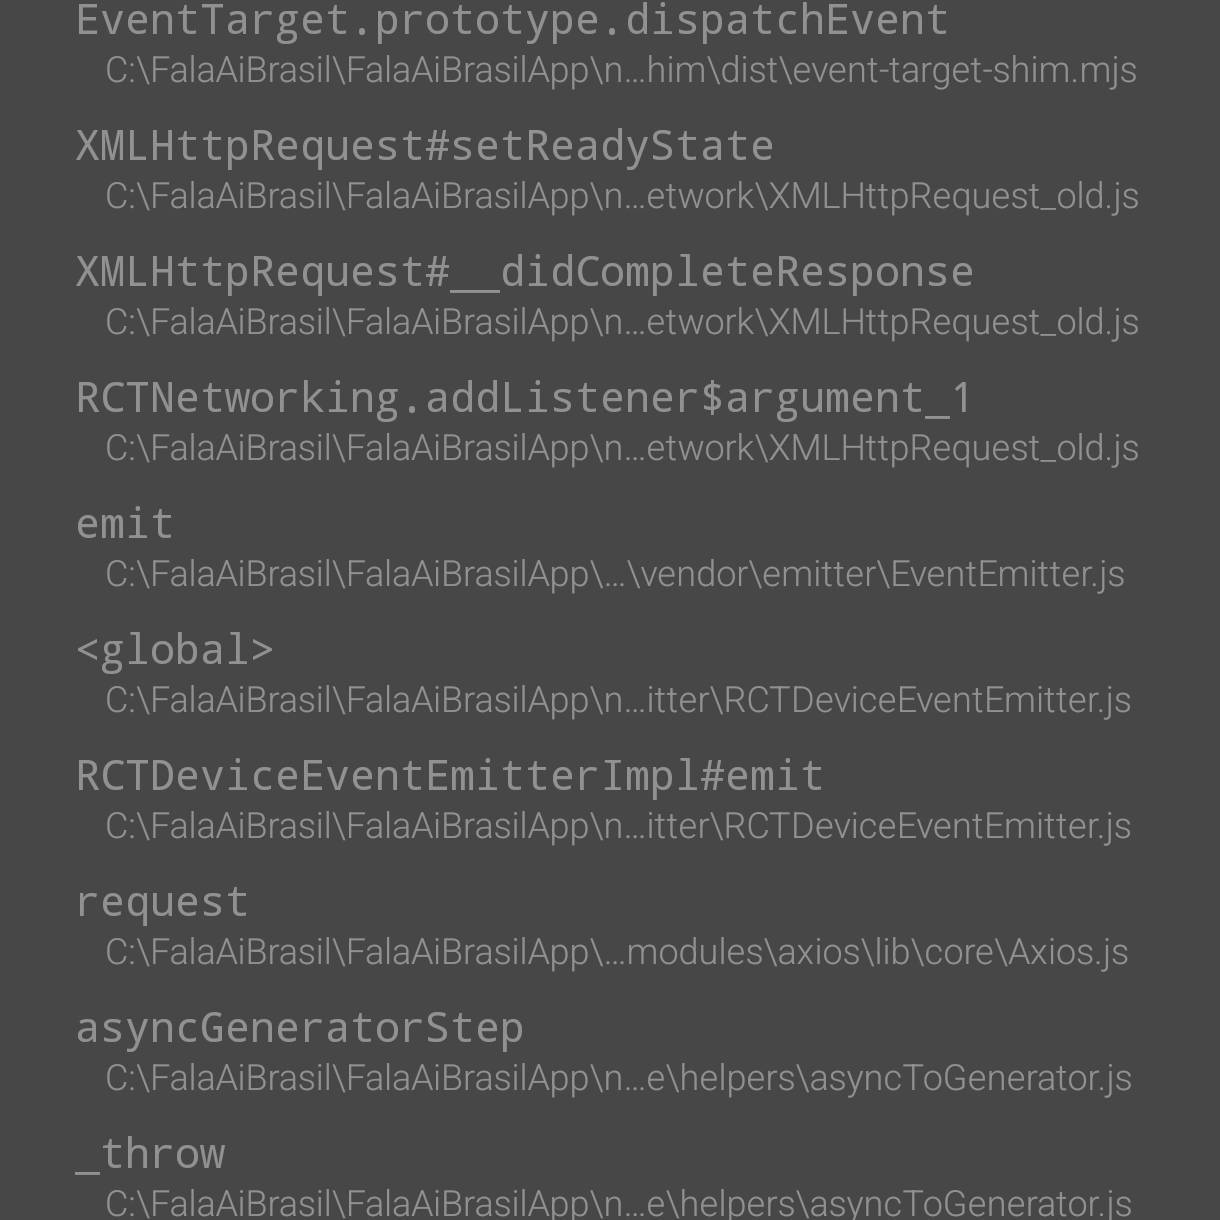 EventTarget.prototype.dispatchEvent
C:\FalaAiBrasil\FalaAiBrasilApp\n…him\dist\event-target-shim.mjs
XMLHttpRequest#setReadyState
C:\FalaAiBrasil\FalaAiBrasilApp\n…etwork\XMLHttpRequest_old.js
XMLHttpRequest#__didCompleteResponse
C:\FalaAiBrasil\FalaAiBrasilApp\n…etwork\XMLHttpRequest_old.js
RCTNetworking.addListener$argument_1
C:\FalaAiBrasil\FalaAiBrasilApp\n…etwork\XMLHttpRequest_old.js
emit
C:\FalaAiBrasil\FalaAiBrasilApp\…\vendor\emitter\EventEmitter.js
<global>
C:\FalaAiBrasil\FalaAiBrasilApp\n…itter\RCTDeviceEventEmitter.js
RCTDeviceEventEmitterImpl#emit
C:\FalaAiBrasil\FalaAiBrasilApp\n…itter\RCTDeviceEventEmitter.js
request
C:\FalaAiBrasil\FalaAiBrasilApp\…modules\axios\lib\core\Axios.js
asyncGeneratorStep
C:\FalaAiBrasil\FalaAiBrasilApp\n…e\helpers\asyncToGenerator.js
_throw
C:\FalaAiBrasil\FalaAiBrasilApp\n…e\helpers\asyncToGenerator.js